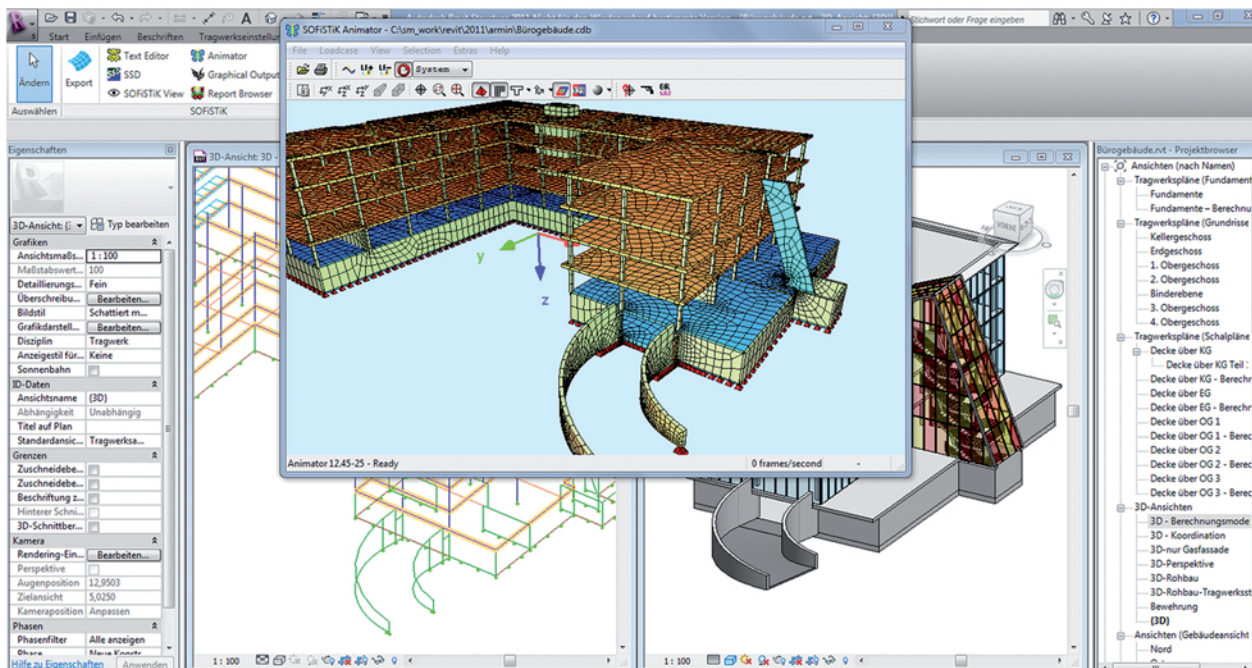 Stichwort oder Frage eingeben
Start Einfügen Beschriften Tragwerkseinstellu
Ändern
Export
Text Editor
SSD
SOFiSTiK View
Animator
Graphical Output
Report Browser
Auswählen
SOFiSTiK
SOFiSTiK Animator - C:\sm_work\revit\2011\armin\Bürogebäude.cdb
File Loadcase View Selection Extras Help
System
y
z
Animator 12.45-25 - Ready
0 frames/second -
Eigenschaften
3D-Ansicht: {:
Typ bearbeiten
Grafiken
Ansichtsmaßs... 1 : 100
Maßstabswert... 100
Detaillierungs... Fein
Überschreibu... Bearbeiten...
Bildstil Schattiert m...
Grafikdarstell... Bearbeiten...
Disziplin Tragwerk
Anzeigestil für... Keine
Sonnenbahn
ID-Daten
Ansichtsname {3D}
Abhängigkeit Unabhängig
Titel auf Plan
Standardansic... Tragwerksa...
Grenzen
Zuschneidebe...
Zuschneidebe...
Beschriftung z...
Hinterer Schni...
3D-Schnittber...
Kamera
Rendering-Ein... Bearbeiten...
Perspektive
Augenposition 12,9503
Zielansicht 5,0250
Kameraposition Anpassen
Phasen
Phasenfilter Alle anzeigen
Phase Neue Konstr...
Hilfe zu Eigenschaften
Anwenden
3D-Ansicht: 3D -
1 : 100
VORNE
1 : 100
Bürogebäude.rvt - Projektbrowser
Ansichten (nach Namen)
Tragwerkspläne (Fundament
Fundamente
Fundamente – Berechnu
Tragwerkspläne (Grundrisse
Kellergeschoss
Erdgeschoss
1. Obergeschoss
2. Obergeschoss
Binderebene
3. Obergeschoss
4. Obergeschoss
Tragwerkspläne (Schalpläne
Decke über KG
Decke über KG Teil :
Decke über KG - Berechr
Decke über EG
Decke über EG - Berechr
Decke über OG 1
Decke über OG 1 - Berec
Decke über OG 2
Decke über OG 2 - Berec
Decke über OG 3
Decke über OG 3 - Berec
3D-Ansichten
3D - Berechnungsmode
3D - Koordination
3D-nur Gasfassade
3D-Perspektive
3D-Rohbau
3D-Rohbau-Tragwerksst
Bewehrung
{3D}
Ansichten (Gebäudeansicht
Nord